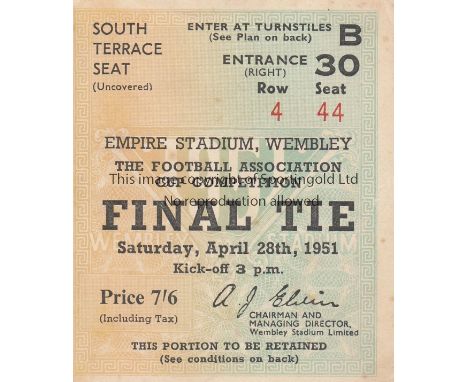 SOUTH TERRACE SEAT
(Uncovered)
ENTER AT TURNSTILES B
(See Plan on back)
ENTRANCE 30
(RIGHT)
Row Seat
4 44
EMPIRE STADIUM, WEMBLEY
THE FOOTBALL ASSOCIATION
CUP COMPETITION
This image copyright of Sportingold Ltd
No reproduction allowed
FINAL TIE
WEMBLEY STADIUM
Saturday, April 28th, 1951
Kick-off 3 p.m.
Price 7/6
(Including Tax)
A J Elvin
CHAIRMAN AND
MANAGING DIRECTOR,
Wembley Stadium Limited
THIS PORTION TO BE RETAINED
(See conditions on back)